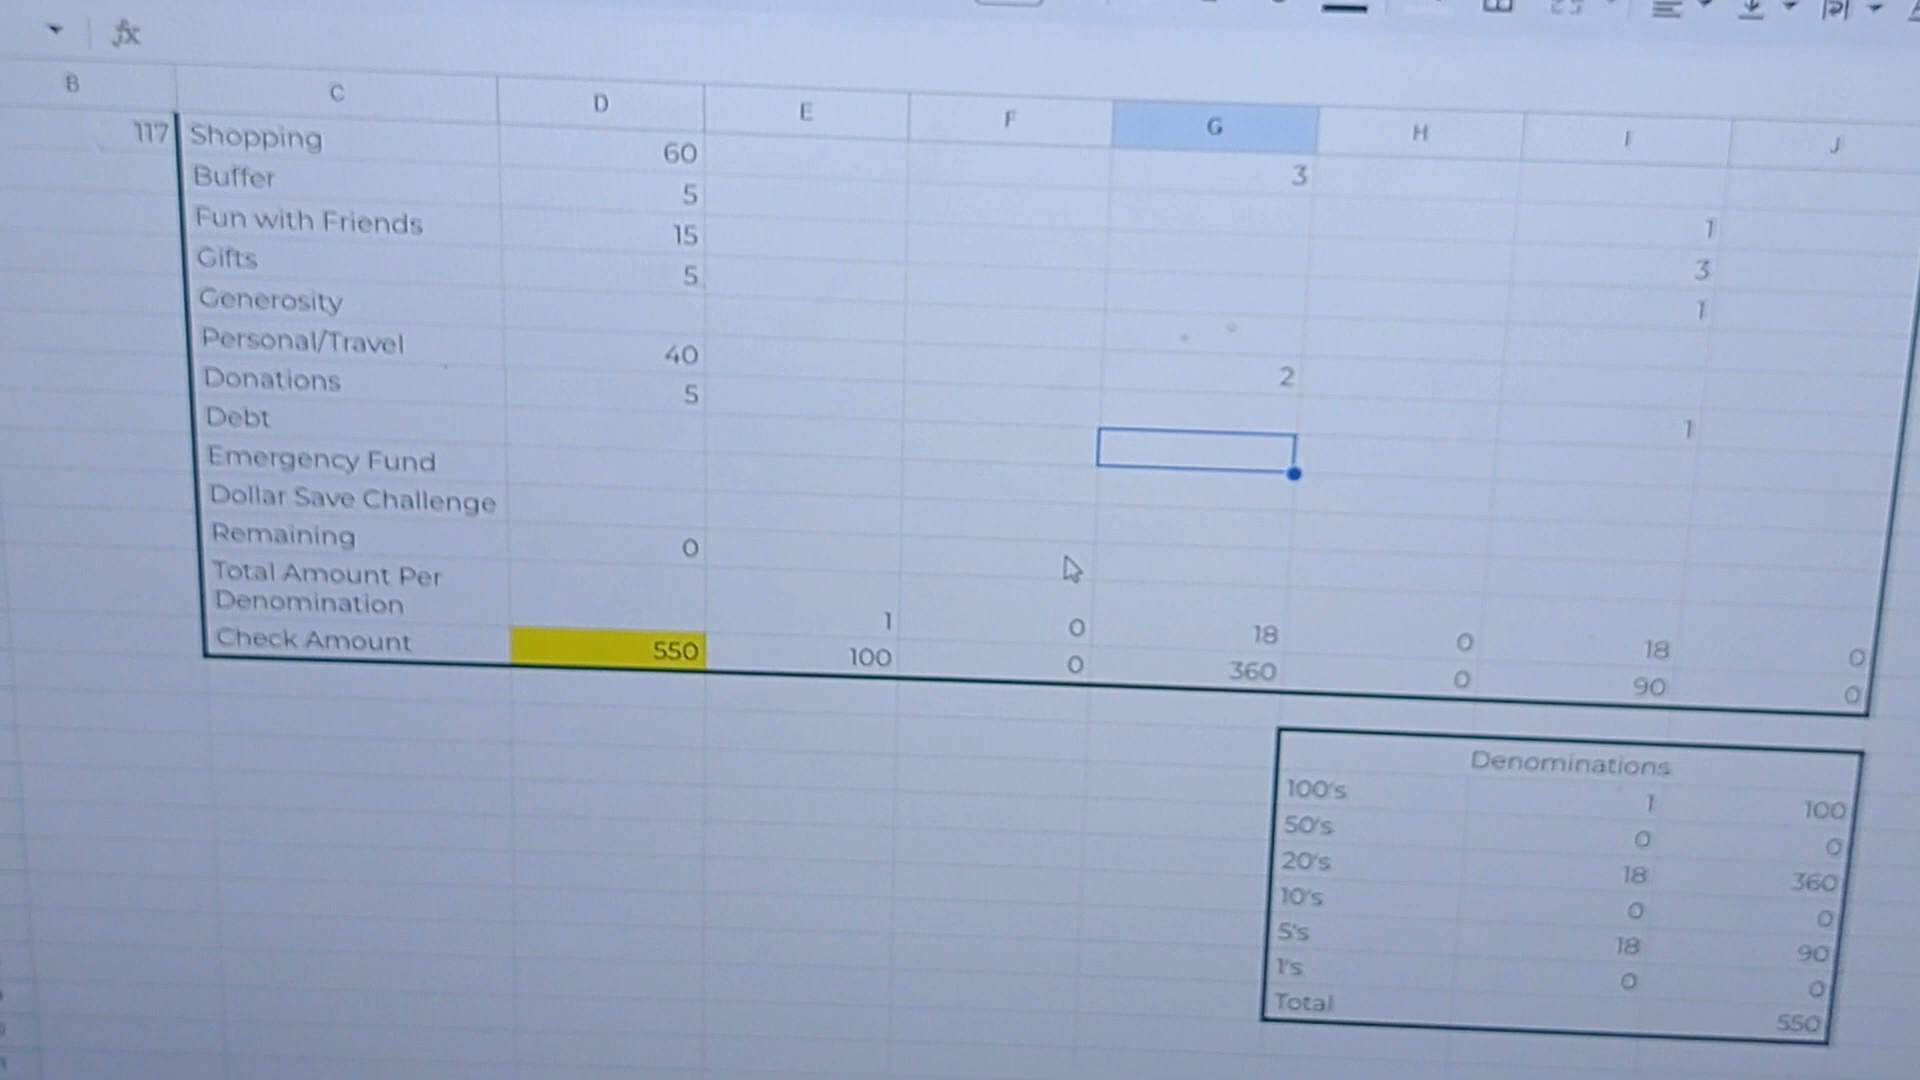 fx
B C D E F G H I J
117 Shopping 60 3
Buffer 5 1
Fun with Friends 15 3
Gifts 5 1
Generosity
Personal/Travel 40 2
Donations 5 1
Debt
Emergency Fund
Dollar Save Challenge
Remaining 0
Total Amount Per
Denomination 1 0 18 0 18 0
Check Amount 550 100 0 360 0 90 0
Denominations
100's 1 100
50's 0 0
20's 18 360
10's 0 0
5's 18 90
1's 0 0
Total 550